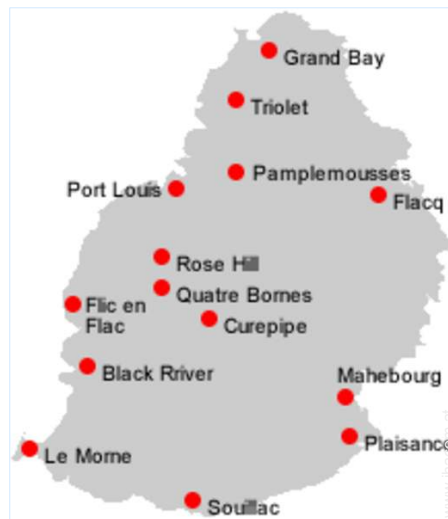 Grand Bay
Triolet
Pamplemousses
Port Louis
Flacq
Rose Hill
Quatre Bornes
Flic en
Flac
Curepipe
Black Rriver
Mahebourg
Plaisance
Le Morne
Souillac